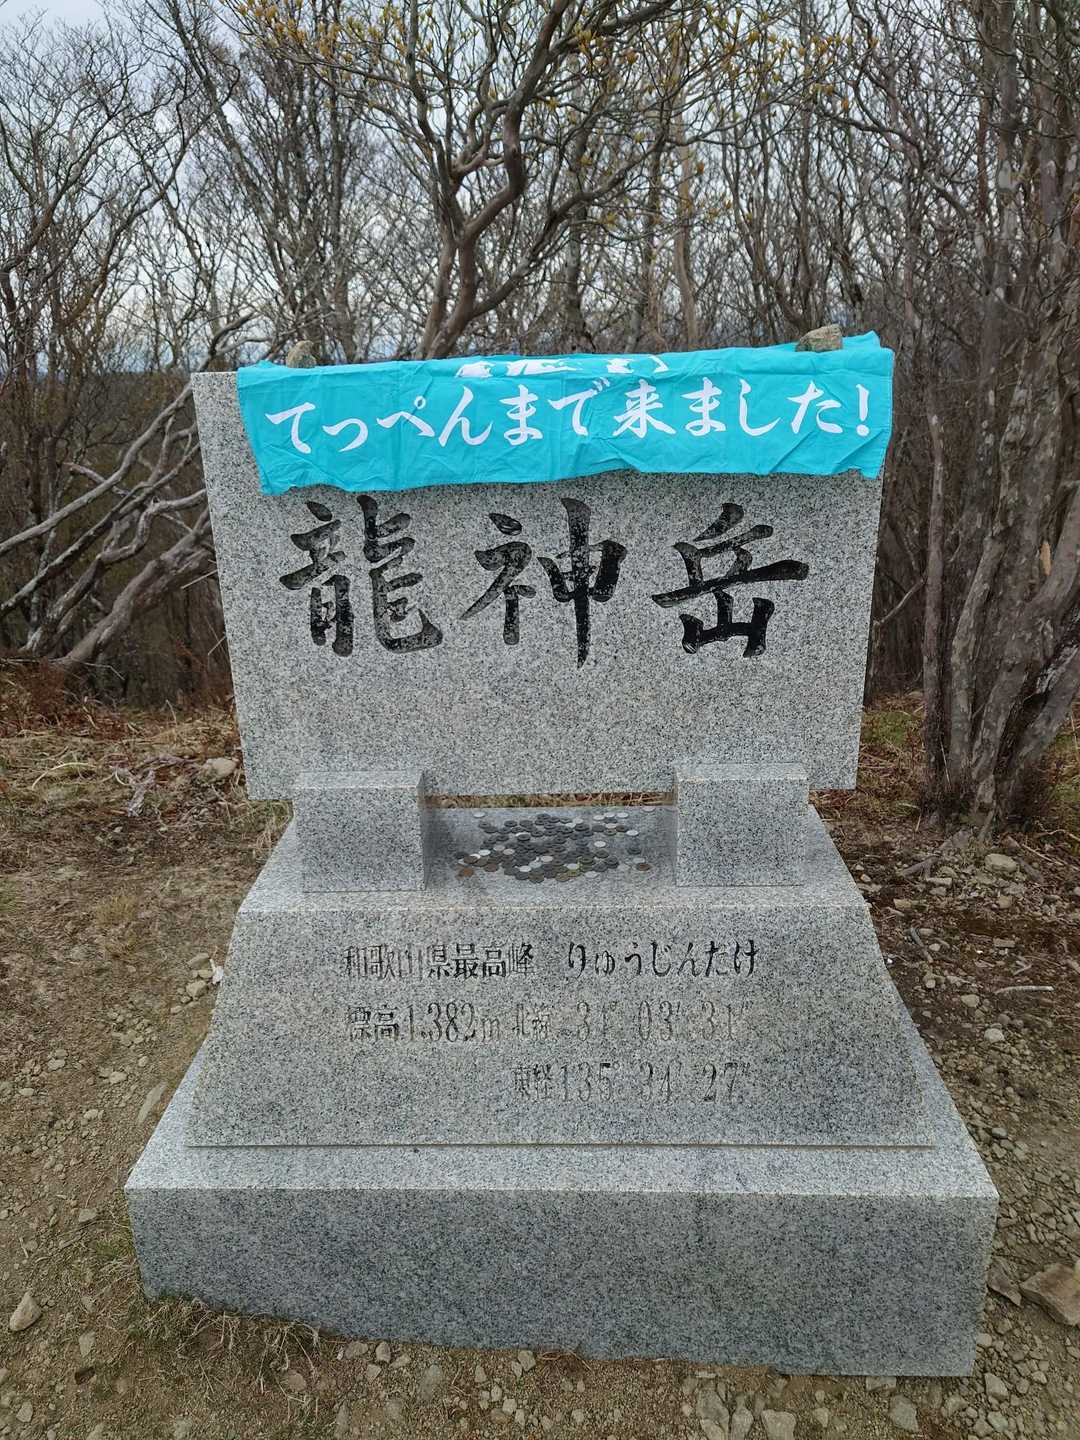 てっぺんまで来ました!
龍神岳
和歌山県最高峰 りゅうじんだけ
標高1,382m 北緯 34° 03′ 31″
東経135° 34′ 27″